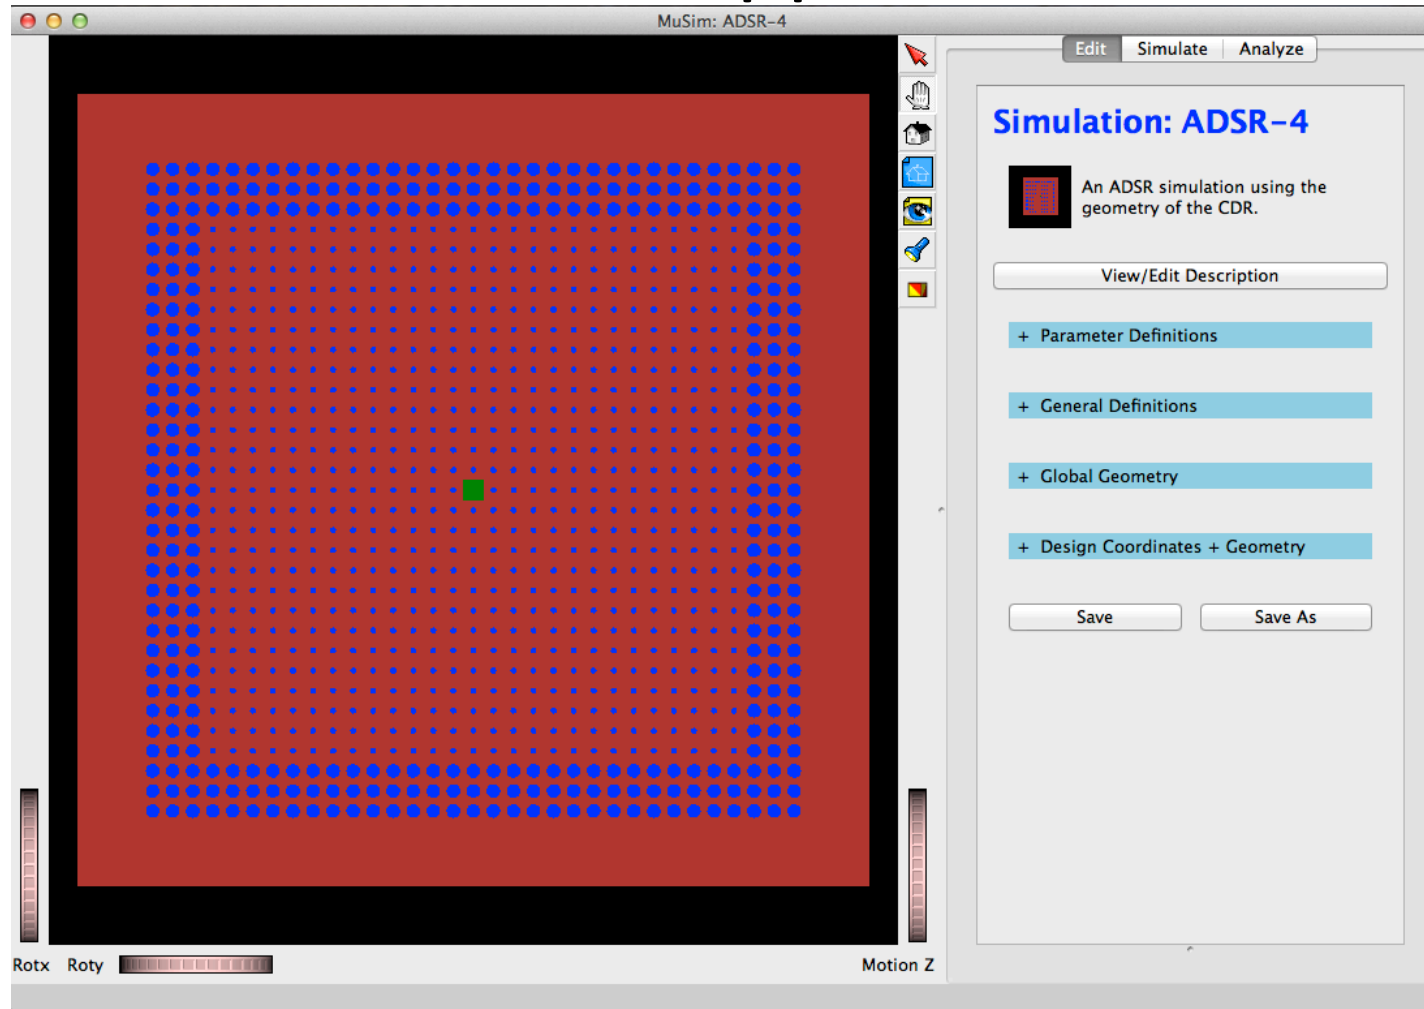 MuSim: ADSR-4
Edit Simulate Analyze
Simulation: ADSR-4
An ADSR simulation using the
geometry of the CDR.
View/Edit Description
+ Parameter Definitions
+ General Definitions
+ Global Geometry
+ Design Coordinates + Geometry
Save Save As
Rotx Roty Motion Z